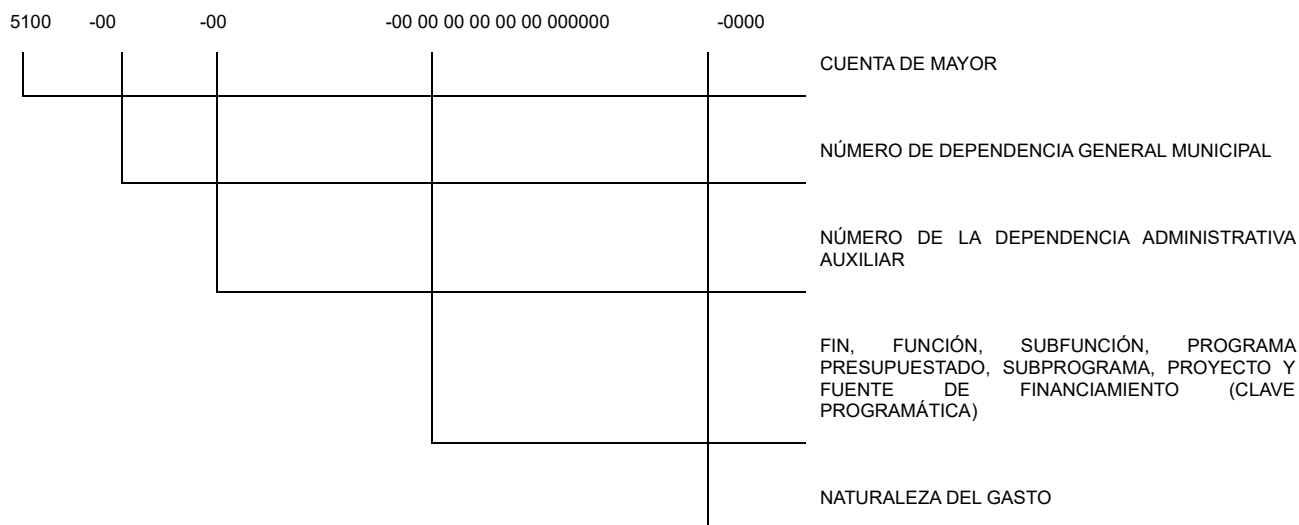 5100 -00 -00 -00 00 00 00 00 00 000000 -0000
CUENTA DE MAYOR
NÚMERO DE DEPENDENCIA GENERAL MUNICIPAL
NÚMERO DE LA DEPENDENCIA ADMINISTRATIVA
AUXILIAR
FIN, FUNCIÓN, SUBFUNCIÓN, PROGRAMA
PRESUPUESTADO, SUBPROGRAMA, PROYECTO Y
FUENTE DE FINANCIAMIENTO (CLAVE
PROGRAMÁTICA)
NATURALEZA DEL GASTO